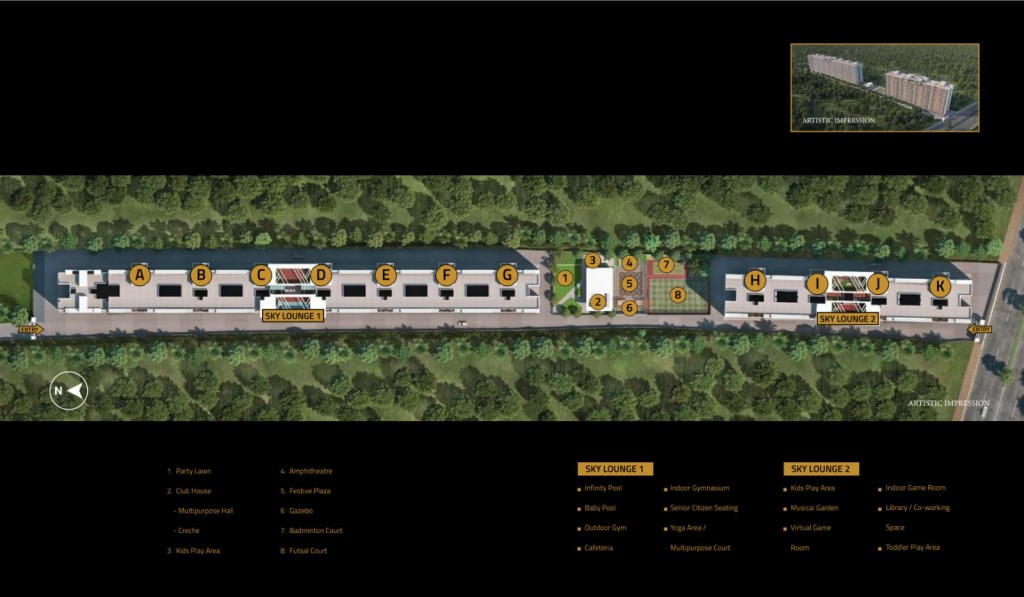 ARTISTIC IMPRESSION
A B C D E F G
SKY LOUNGE 1
1 2 3 4 5 6 7 8
H I J K
SKY LOUNGE 2
ENTRY
ENTRY
N
ARTISTIC IMPRESSION
1. Party Lawn
2. Club House
- Multipurpose Hall
- Creche
3. Kids Play Area
4. Amphitheatre
5. Festive Plaza
6. Gazebo
7. Badminton Court
8. Futsal Court
SKY LOUNGE 1
Infinity Pool
Baby Pool
Outdoor Gym
Cafeteria
Indoor Gymnasium
Senior Citizen Seating
Yoga Area /
Multipurpose Court
SKY LOUNGE 2
Kids Play Area
Musical Garden
Virtual Game
Room
Indoor Game Room
Library / Co-working
Space
Toddler Play Area